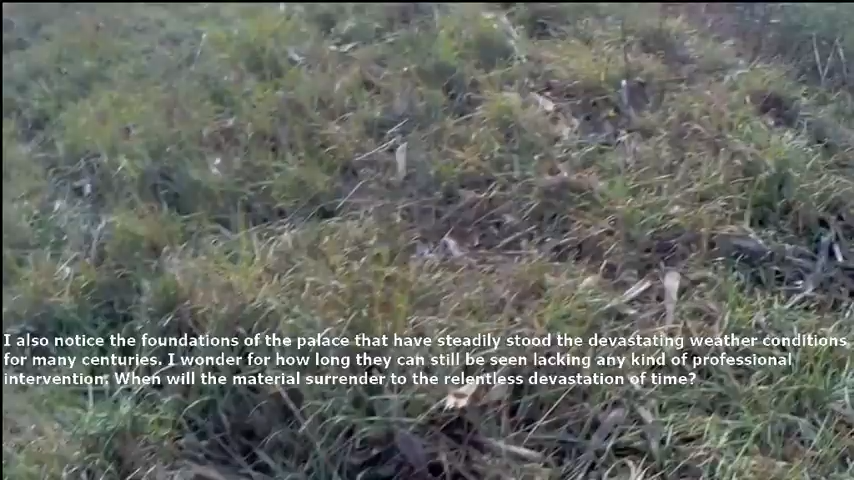 I also notice the foundations of the palace that have steadily stood the devastating weather conditions
for many centuries. I wonder for how long they can still be seen lacking any kind of professional
intervention. When will the material surrender to the relentless devastation of time?